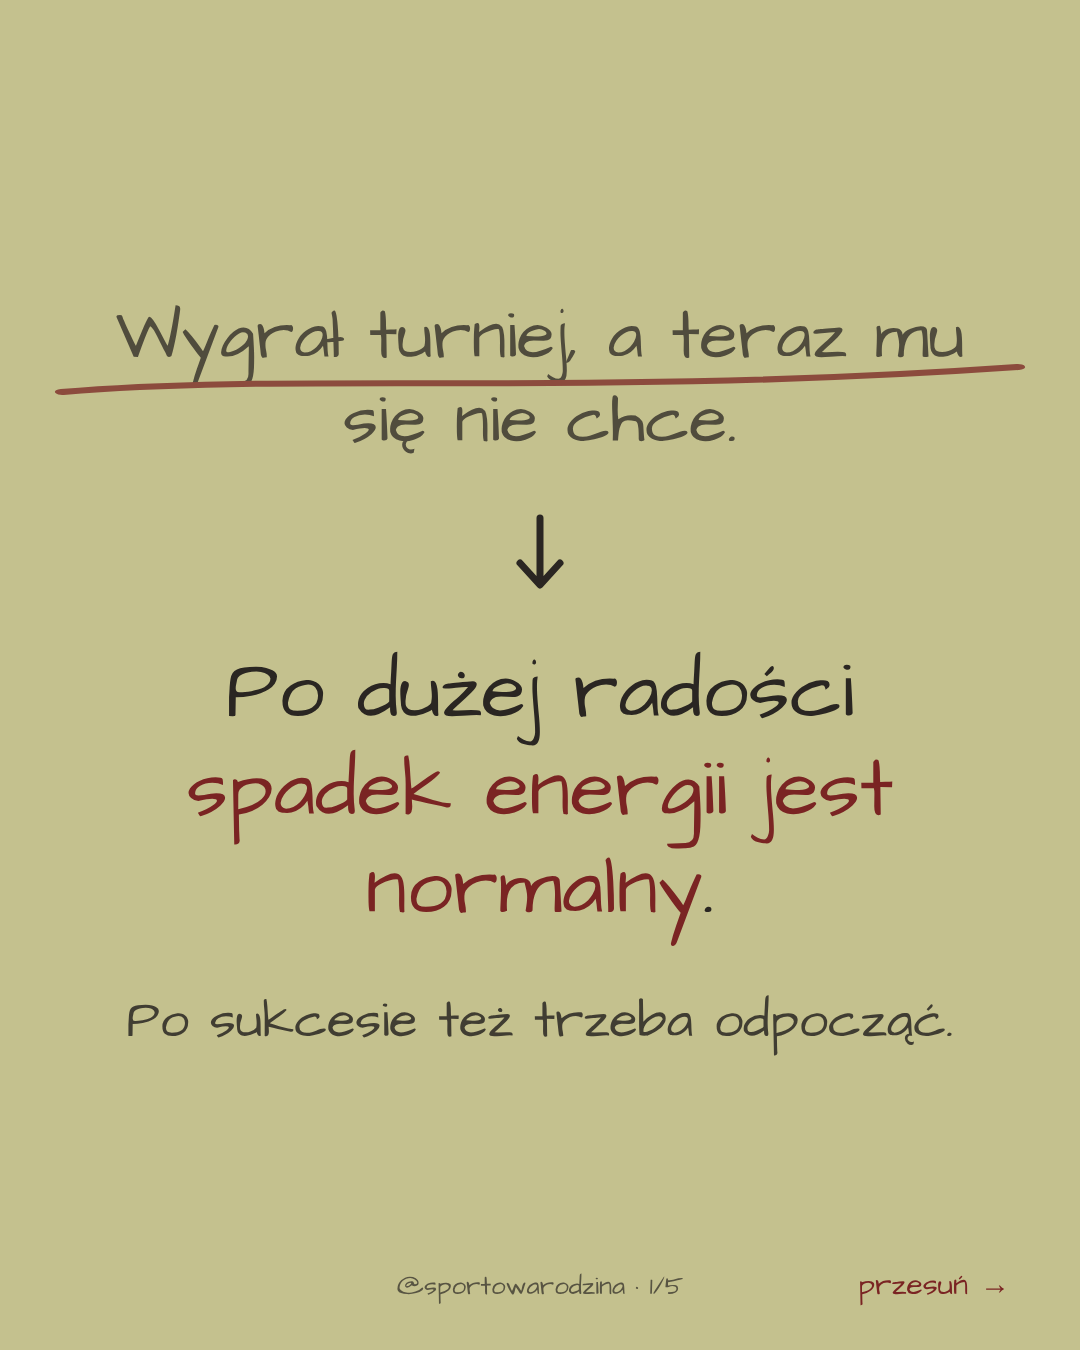 Wygrał turniej, a teraz mu
się nie chce.
↓
Po dużej radości
spadek energii jest
normalny.
Po sukcesie też trzeba odpocząć.
@sportowarodzina · 1/5
przesuń →